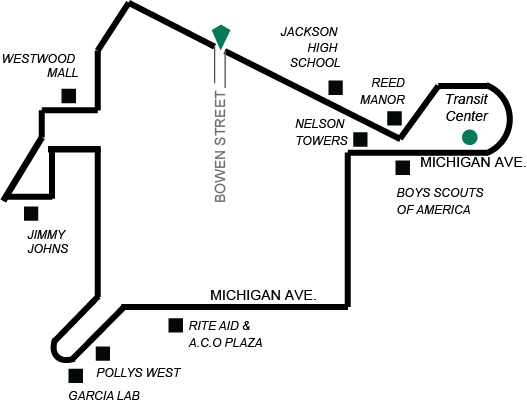 JACKSON
HIGH
SCHOOL
WESTWOOD
MALL
REED
MANOR
Transit
Center
BOWEN STREET
NELSON
TOWERS
MICHIGAN AVE.
BOYS SCOUTS
OF AMERICA
JIMMY
JOHNS
MICHIGAN AVE.
RITE AID &
A.C.O PLAZA
POLLYS WEST
GARCIA LAB